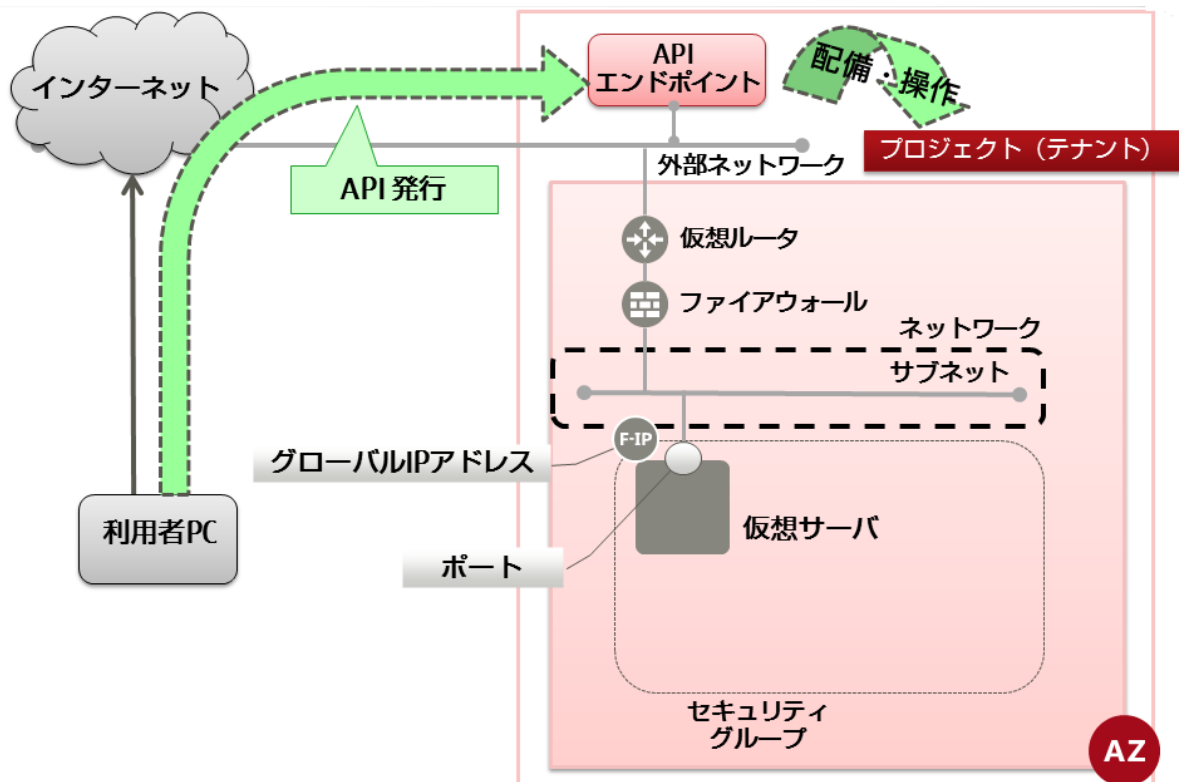 インターネット
API
エンドポイント
配備・操作
プロジェクト（テナント）
外部ネットワーク
API 発行
仮想ルータ
ファイアウォール
ネットワーク
サブネット
F-IP
グローバルIPアドレス
利用者PC
仮想サーバ
ポート
セキュリティ
グループ
AZ